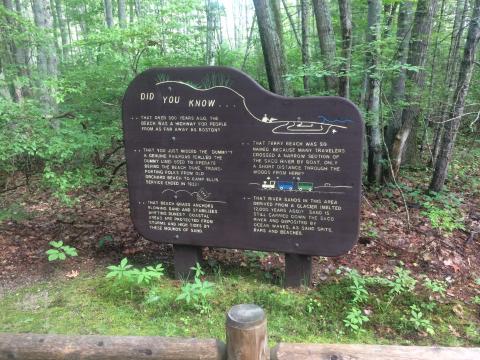 DID YOU KNOW...
...THAT OVER 300 YEARS AGO, THE
BEACH WAS A HIGHWAY FOR PEOPLE
FROM AS FAR AWAY AS BOSTON?
...THAT YOU JUST MISSED THE DUMMY?
A GENUINE RAILROAD (CALLED THE
DUMMY LINE) USED TO OPERATE
BEHIND THE BEACH DUNE, TRANS-
PORTING FOLKS FROM OLD
ORCHARD BEACH TO CAMP ELLIS.
SERVICE ENDED IN 1923!
...THAT BEACH GRASS ANCHORS
BLOWING SAND AND STABILIZES
SHIFTING DUNES? COASTAL
AREAS ARE PROTECTED FROM
STORMS AND HIGH TIDES BY
THESE MOUNDS OF SAND.
...THAT FERRY BEACH WAS SO
NAMED BECAUSE MANY TRAVELERS
CROSSED A NARROW SECTION OF
THE SACO RIVER BY FERRY, ONLY
A SHORT DISTANCE THROUGH THE
WOODS FROM HERE?
...THAT RIVER SANDS IN THIS AREA
DERIVED FROM A GLACIER (MELTED
12,000 YEARS AGO)? SAND IS
STILL CARRIED DOWN THE SACO
RIVER AND DEPOSITED BY
OCEAN WAVES, AS SAND SPITS,
BARS AND BEACHES.